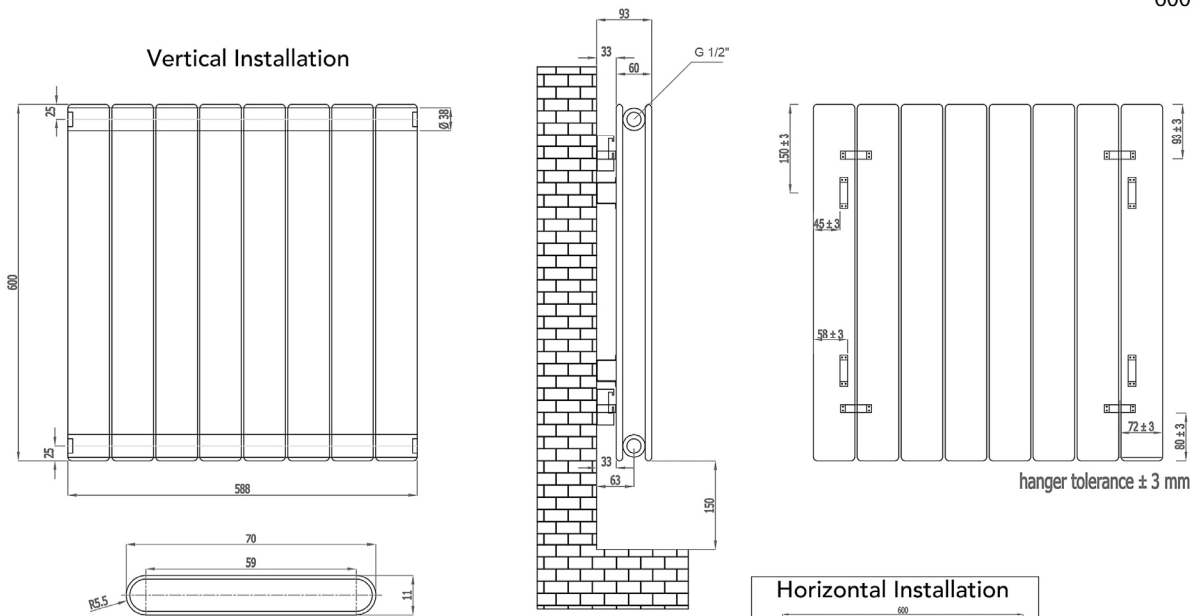 600
Vertical Installation
93
33
G 1/2"
60
25
Ø 38
150 ± 3
93 ± 3
45 ± 3
600
58 ± 3
72 ± 3
80 ± 3
25
33
63
hanger tolerance ± 3 mm
588
150
70
59
R5.5
11
Horizontal Installation
600